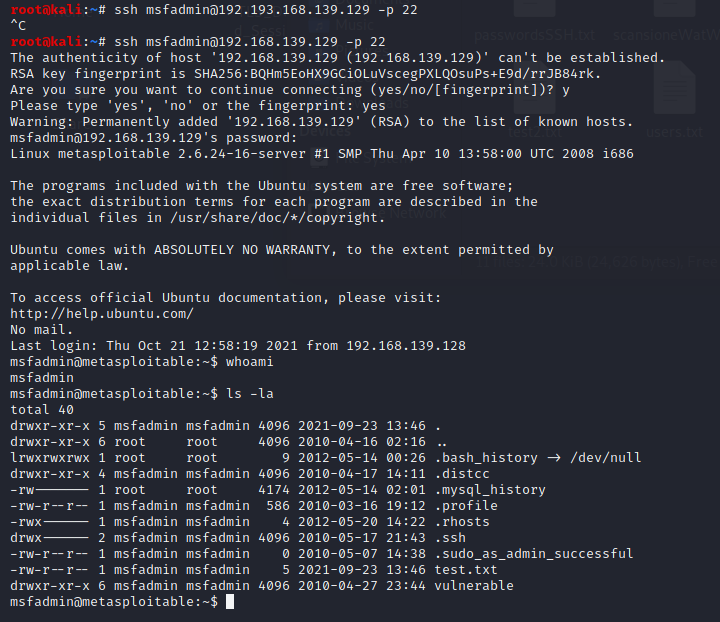 root@kali:~# ssh msfadmin@192.193.168.139.129 -p 22
^C
root@kali:~# ssh msfadmin@192.168.139.129 -p 22
The authenticity of host '192.168.139.129 (192.168.139.129)' can't be established.
RSA key fingerprint is SHA256:BQHm5EoHX9GCiOLuVscegPXLQOsuPs+E9d/rrJB84rk.
Are you sure you want to continue connecting (yes/no/[fingerprint])? y
Please type 'yes', 'no' or the fingerprint: yes
Warning: Permanently added '192.168.139.129' (RSA) to the list of known hosts.
msfadmin@192.168.139.129's password:
Linux metasploitable 2.6.24-16-server #1 SMP Thu Apr 10 13:58:00 UTC 2008 i686

The programs included with the Ubuntu system are free software;
the exact distribution terms for each program are described in the
individual files in /usr/share/doc/*/copyright.

Ubuntu comes with ABSOLUTELY NO WARRANTY, to the extent permitted by
applicable law.

To access official Ubuntu documentation, please visit:
http://help.ubuntu.com/
No mail.
Last login: Thu Oct 21 12:58:19 2021 from 192.168.139.128
msfadmin@metasploitable:~$ whoami
msfadmin
msfadmin@metasploitable:~$ ls -la
total 40
drwxr-xr-x 5 msfadmin msfadmin 4096 2021-09-23 13:46 .
drwxr-xr-x 6 root     root     4096 2010-04-16 02:16 ..
lrwxrwxrwx 1 root     root        9 2012-05-14 00:26 .bash_history -> /dev/null
drwxr-xr-x 4 msfadmin msfadmin 4096 2010-04-17 14:11 .distcc
-rw------- 1 root     root     4174 2012-05-14 02:01 .mysql_history
-rw-r--r-- 1 msfadmin msfadmin  586 2010-03-16 19:12 .profile
-rwx------ 1 msfadmin msfadmin    4 2012-05-20 14:22 .rhosts
drwx------ 2 msfadmin msfadmin 4096 2010-05-17 21:43 .ssh
-rw-r--r-- 1 msfadmin msfadmin    0 2010-05-07 14:38 .sudo_as_admin_successful
-rw-r--r-- 1 msfadmin msfadmin    5 2021-09-23 13:46 test.txt
drwxr-xr-x 6 msfadmin msfadmin 4096 2010-04-27 23:44 vulnerable
msfadmin@metasploitable:~$
Music
passwordsSSH.txt
Devices
test2.txt
users.txt
Network